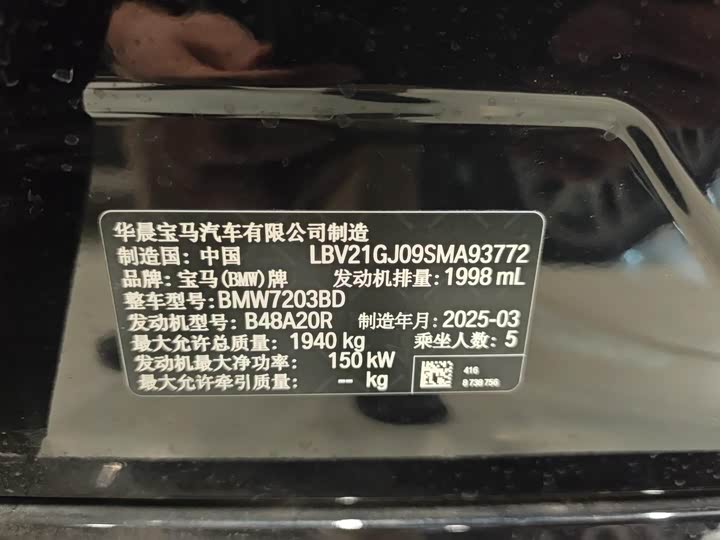 华晨宝马汽车有限公司制造
制造国: 中国 LBV21GJ09SMA93772
品牌: 宝马(BMW)牌 发动机排量: 1998 mL
整车型号: BMW7203BD
发动机型号: B48A20R 制造年月: 2025-03
最大允许总质量: 1940 kg 乘坐人数: 5
发动机最大净功率: 150 kW
最大允许牵引质量: -- kg
416
8 739 756